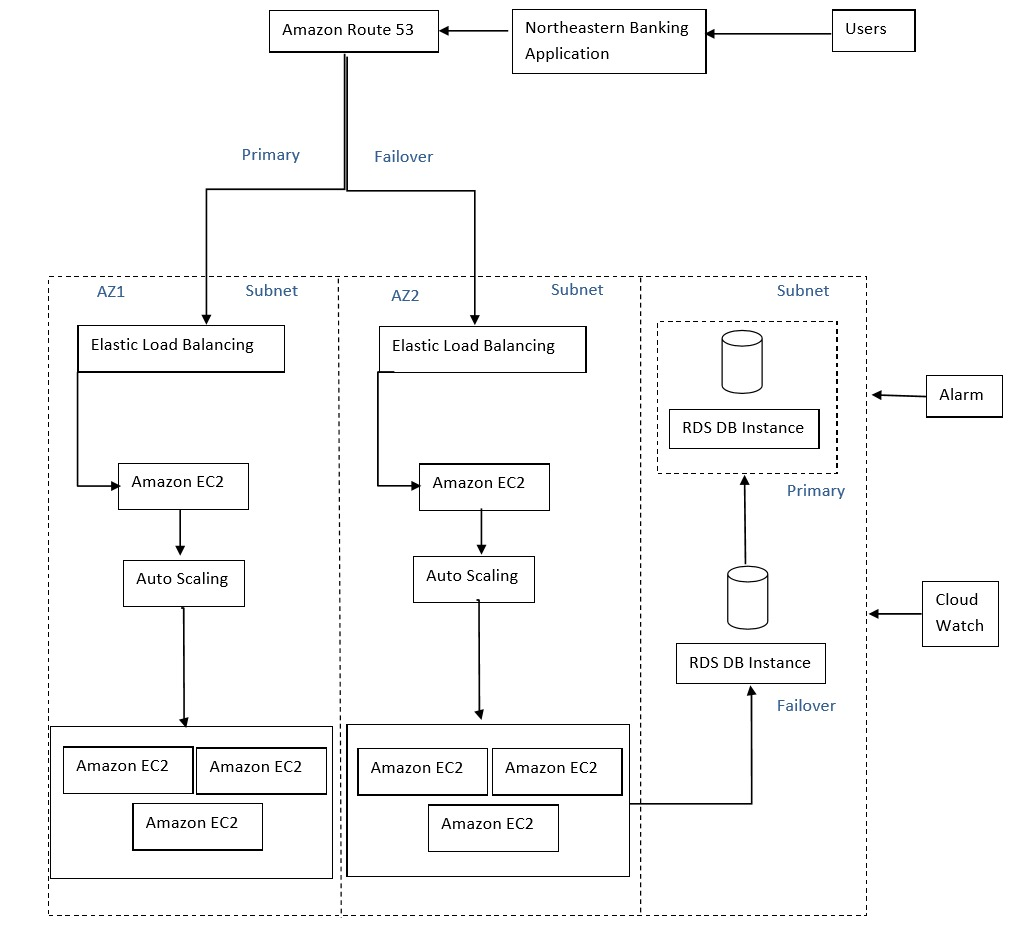 Amazon Route 53
Northeastern Banking
Application
Users
Primary
Failover
AZ1
Subnet
AZ2
Subnet
Subnet
Elastic Load Balancing
Elastic Load Balancing
RDS DB Instance
Alarm
Primary
Amazon EC2
Amazon EC2
Auto Scaling
Auto Scaling
Cloud
Watch
RDS DB Instance
Failover
Amazon EC2
Amazon EC2
Amazon EC2
Amazon EC2
Amazon EC2
Amazon EC2